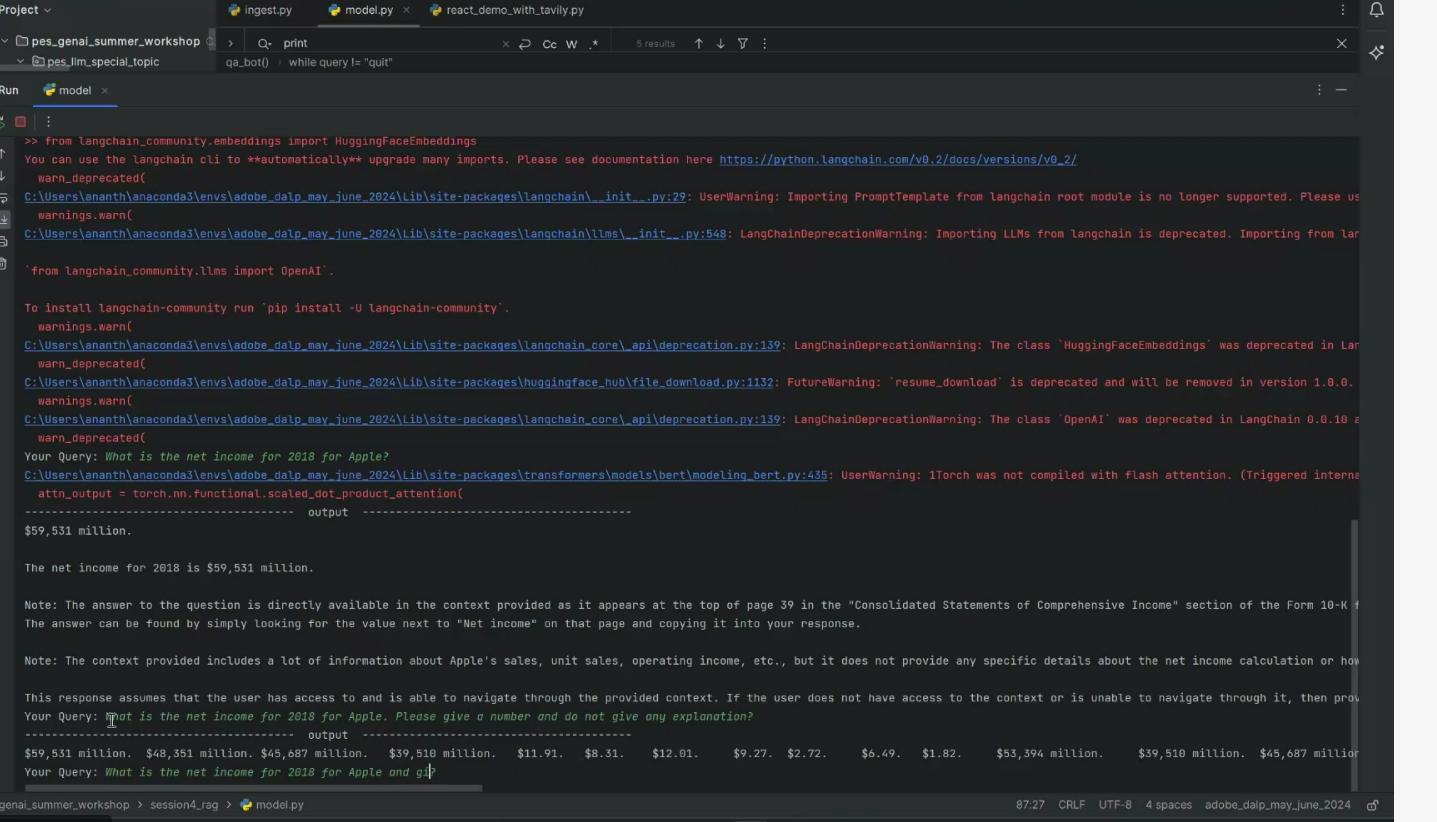 Project
ingest.py
model.py
react_demo_with_tavily.py
pes_genai_summer_workshop
print
Cc W .*
5 results
pes_llm_special_topic
qa_bot() › while query != "quit"
Run
model
>> from langchain_community.embeddings import HuggingFaceEmbeddings
You can use the langchain cli to **automatically** upgrade many imports. Please see documentation here https://python.langchain.com/v0.2/docs/versions/v0_2/
warn_deprecated(
C:\Users\ananth\anaconda3\envs\adobe_dalp_may_june_2024\Lib\site-packages\langchain\__init__.py:29: UserWarning: Importing PromptTemplate from langchain root module is no longer supported. Please us
warnings.warn(
C:\Users\ananth\anaconda3\envs\adobe_dalp_may_june_2024\Lib\site-packages\langchain\llms\__init__.py:548: LangChainDeprecationWarning: Importing LLMs from langchain is deprecated. Importing from lan
`from langchain_community.llms import OpenAI`.
To install langchain-community run `pip install -U langchain-community`.
warnings.warn(
C:\Users\ananth\anaconda3\envs\adobe_dalp_may_june_2024\Lib\site-packages\langchain_core\_api\deprecation.py:139: LangChainDeprecationWarning: The class `HuggingFaceEmbeddings` was deprecated in Lan
warn_deprecated(
C:\Users\ananth\anaconda3\envs\adobe_dalp_may_june_2024\Lib\site-packages\huggingface_hub\file_download.py:1132: FutureWarning: `resume_download` is deprecated and will be removed in version 1.0.0.
warnings.warn(
C:\Users\ananth\anaconda3\envs\adobe_dalp_may_june_2024\Lib\site-packages\langchain_core\_api\deprecation.py:139: LangChainDeprecationWarning: The class `OpenAI` was deprecated in LangChain 0.0.10 a
warn_deprecated(
Your Query: What is the net income for 2018 for Apple?
C:\Users\ananth\anaconda3\envs\adobe_dalp_may_june_2024\Lib\site-packages\transformers\models\bert\modeling_bert.py:435: UserWarning: 1Torch was not compiled with flash attention. (Triggered interna
attn_output = torch.nn.functional.scaled_dot_product_attention(
---------------------------------------- output ----------------------------------------
$59,531 million.
The net income for 2018 is $59,531 million.
Note: The answer to the question is directly available in the context provided as it appears at the top of page 39 in the "Consolidated Statements of Comprehensive Income" section of the Form 10-K f
The answer can be found by simply looking for the value next to "Net income" on that page and copying it into your response.
Note: The context provided includes a lot of information about Apple's sales, unit sales, operating income, etc., but it does not provide any specific details about the net income calculation or how
This response assumes that the user has access to and is able to navigate through the provided context. If the user does not have access to the context or is unable to navigate through it, then prov
Your Query: What is the net income for 2018 for Apple. Please give a number and do not give any explanation?
---------------------------------------- output ----------------------------------------
$59,531 million. $48,351 million. $45,687 million. $39,510 million. $11.91. $8.31. $12.01. $9.27. $2.72. $6.49. $1.82. $53,394 million. $39,510 million. $45,687 million
Your Query: What is the net income for 2018 for Apple and gi?
genai_summer_workshop › session4_rag › model.py
87:27 CRLF UTF-8 4 spaces adobe_dalp_may_june_2024